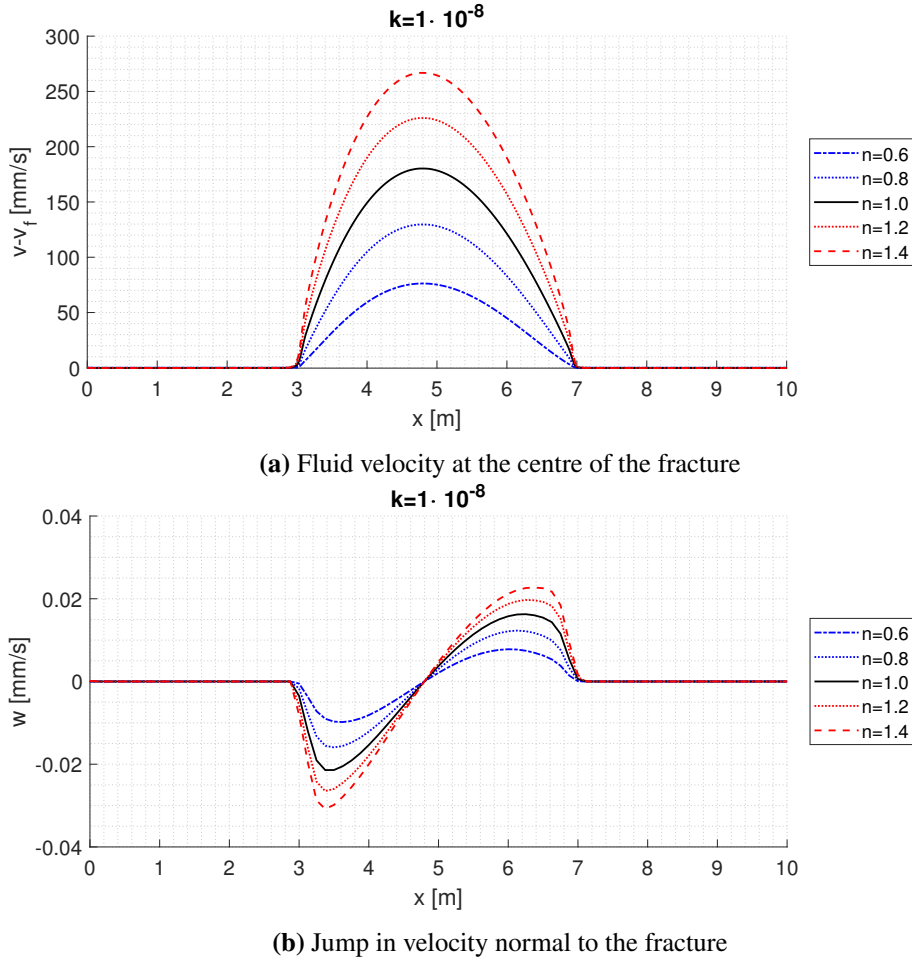 k=1· 10^-8
300
250
200
150
100
50
0
v-v_f [mm/s]
0 1 2 3 4 5 6 7 8 9 10
x [m]
n=0.6
n=0.8
n=1.0
n=1.2
n=1.4
(a) Fluid velocity at the centre of the fracture
k=1· 10^-8
0.04
0.02
0
-0.02
-0.04
w [mm/s]
0 1 2 3 4 5 6 7 8 9 10
x [m]
n=0.6
n=0.8
n=1.0
n=1.2
n=1.4
(b) Jump in velocity normal to the fracture